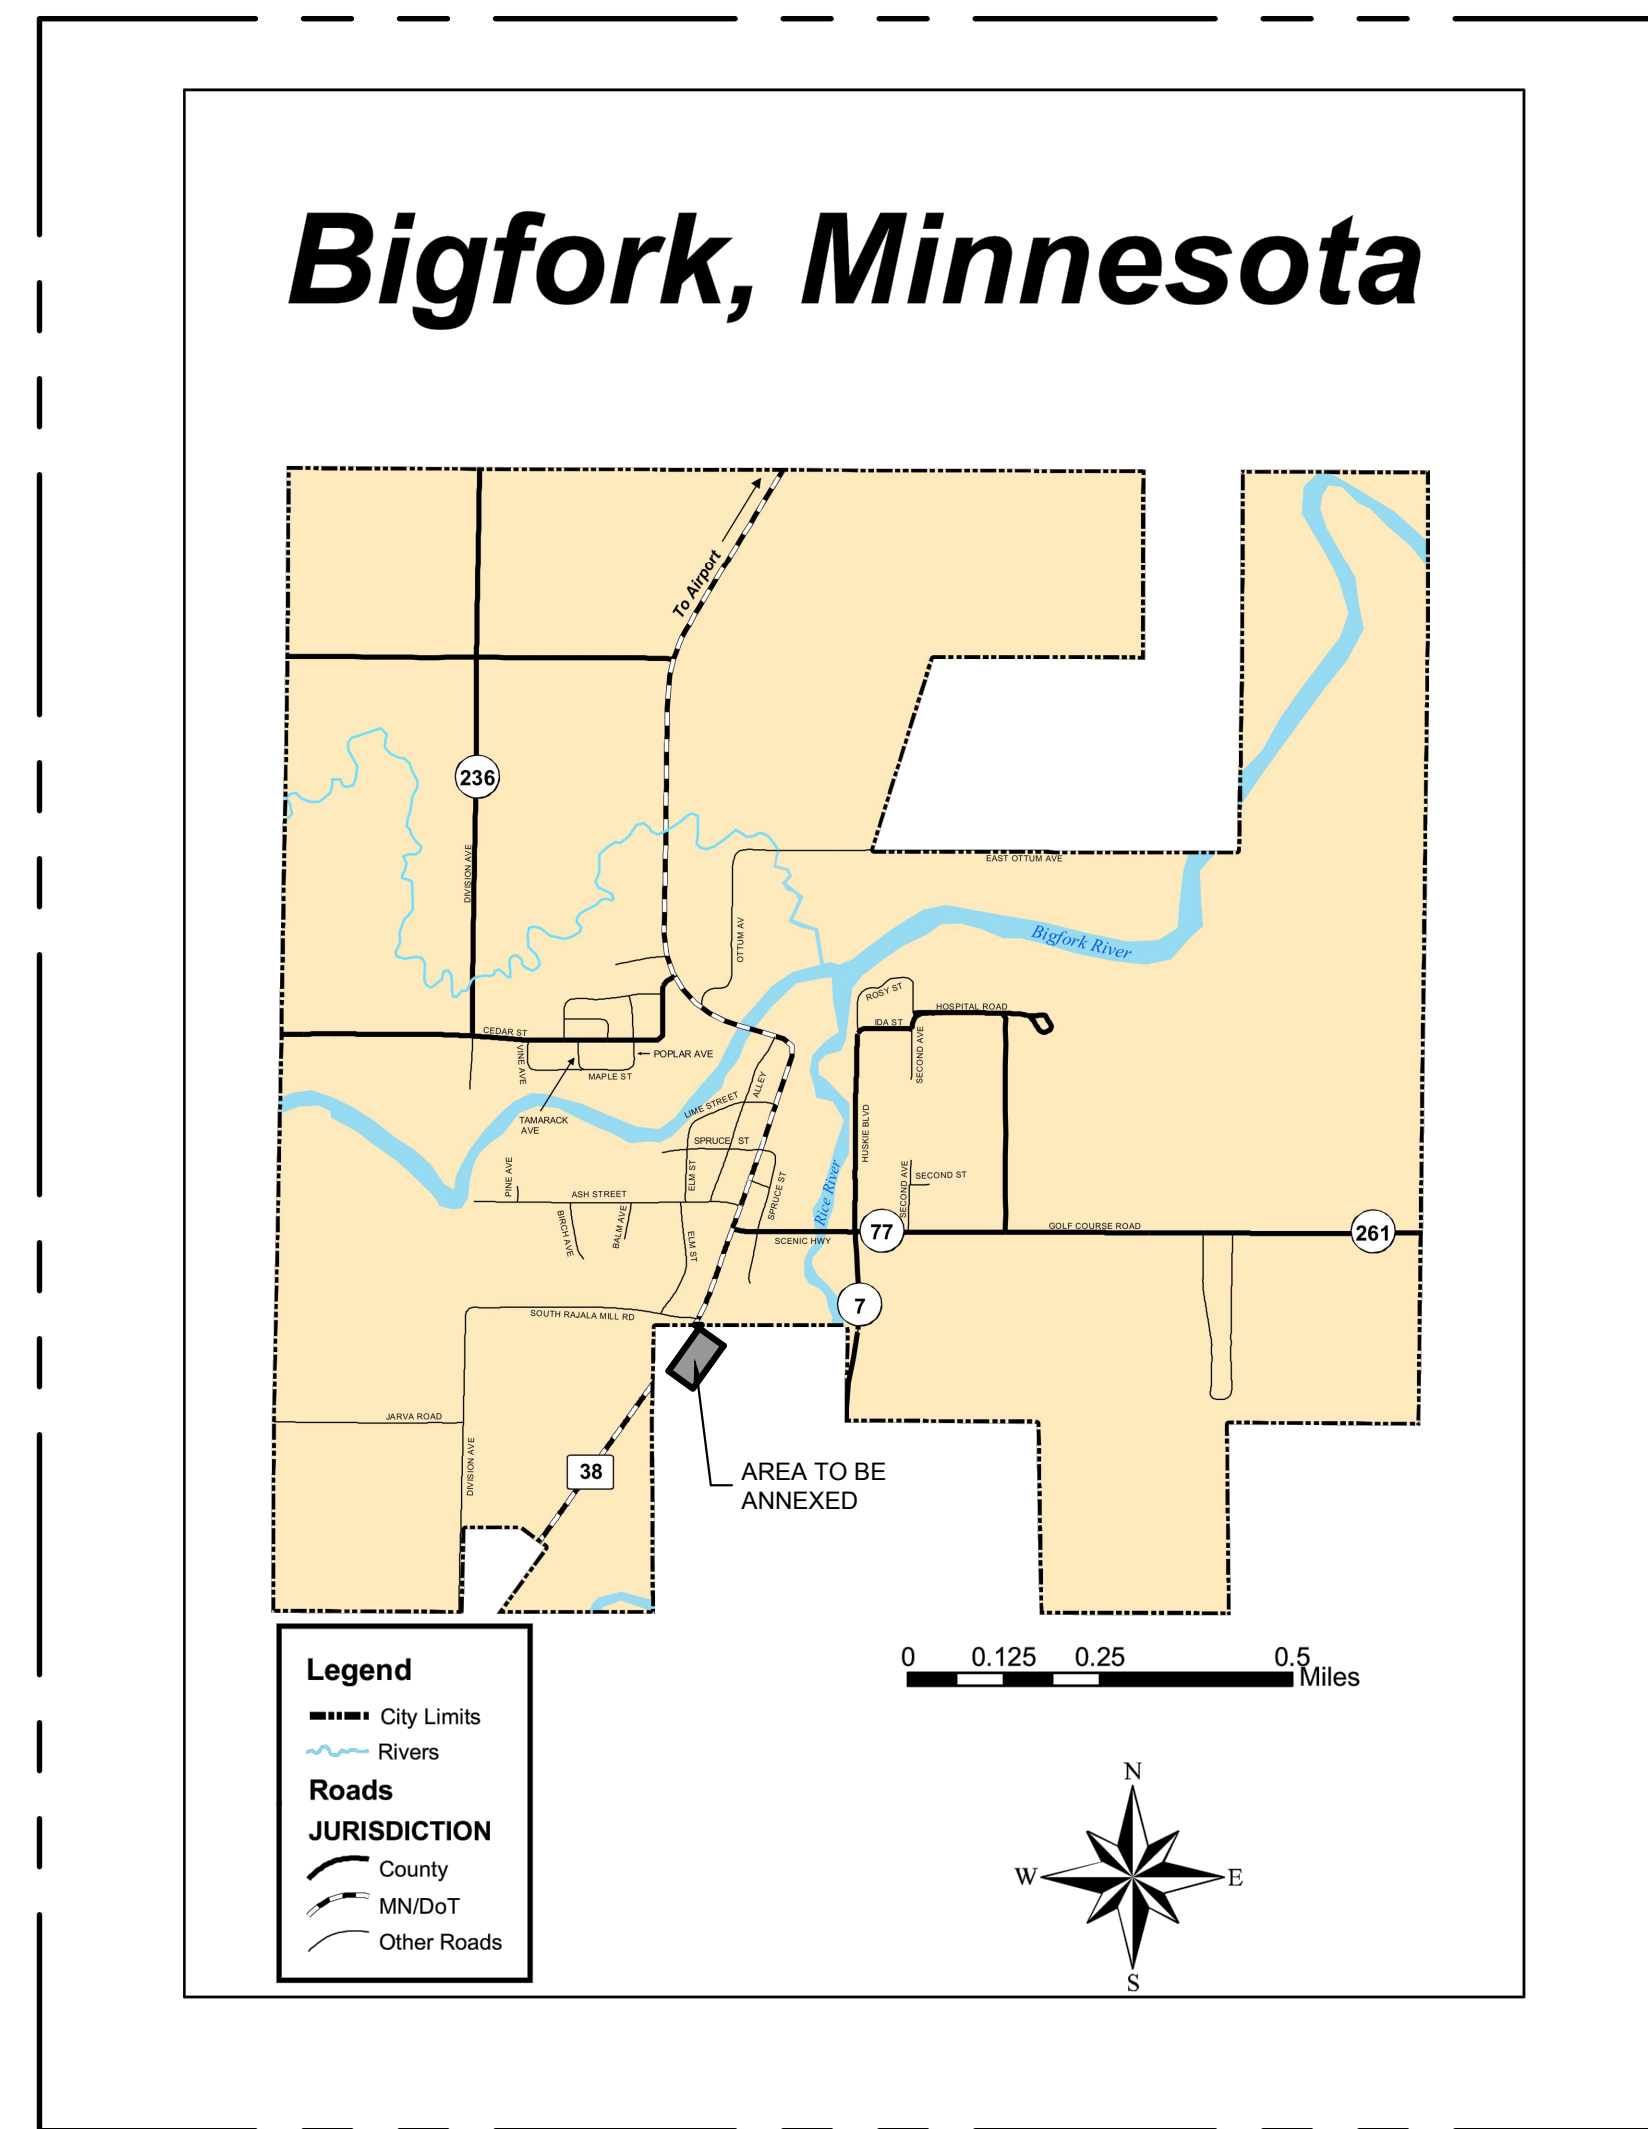 Bigfork, Minnesota
To Airport
236
DIVISION AVE
EAST OTTUM AVE
OTTUM AV
Bigfork River
ROSY ST
HOSPITAL ROAD
IDA ST
CEDAR ST
SECOND AVE
VINE AVE
POPLAR AVE
MAPLE ST
ALLEY
LIME STREET
TAMARACK
AVE
HUSKIE BLVD
SPRUCE ST
PINE AVE
ELM ST
SECOND ST
SECOND AVE
Rice River
SPRUCE ST
ASH STREET
BIRCH AVE
BALM AVE
ELM ST
77
GOLF COURSE ROAD
261
SCENIC HWY
7
SOUTH RAJALA MILL RD
JARVA ROAD
DIVISION AVE
38
AREA TO BE
ANNEXED
0 0.125 0.25 0.5
Miles
Legend
City Limits
Rivers
Roads
JURISDICTION
County
MN/DoT
Other Roads
N
W E
S